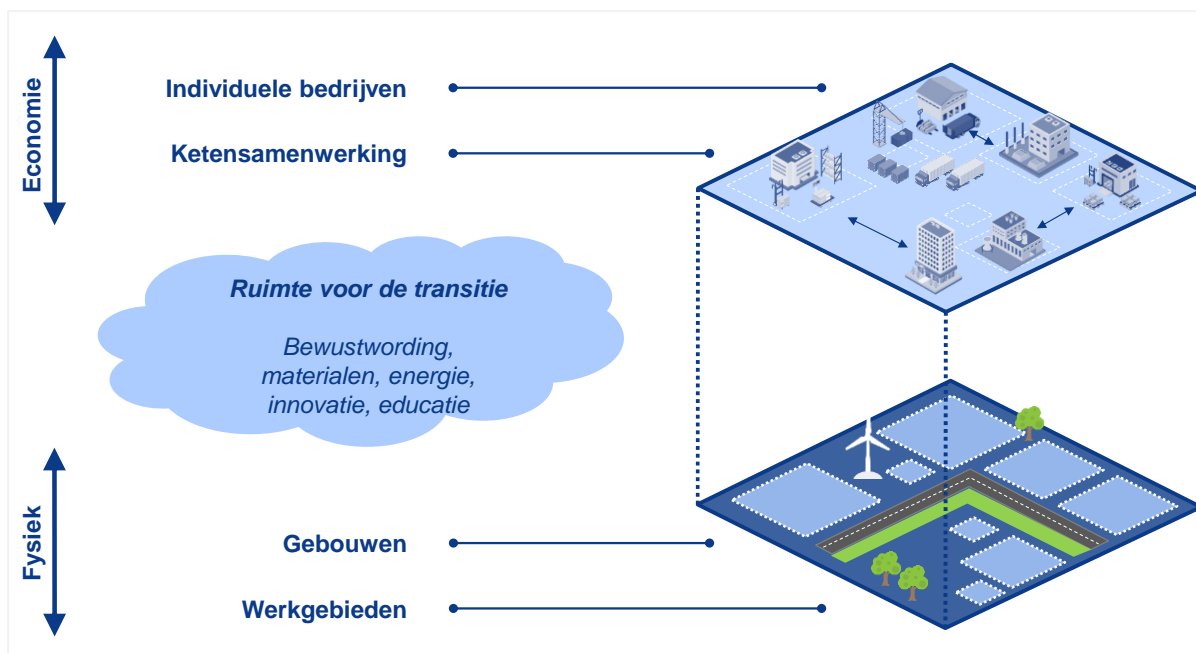 Economie
Individuele bedrijven
Ketensamenwerking
Ruimte voor de transitie
Bewustwording,
materialen, energie,
innovatie, educatie
Fysiek
Gebouwen
Werkgebieden